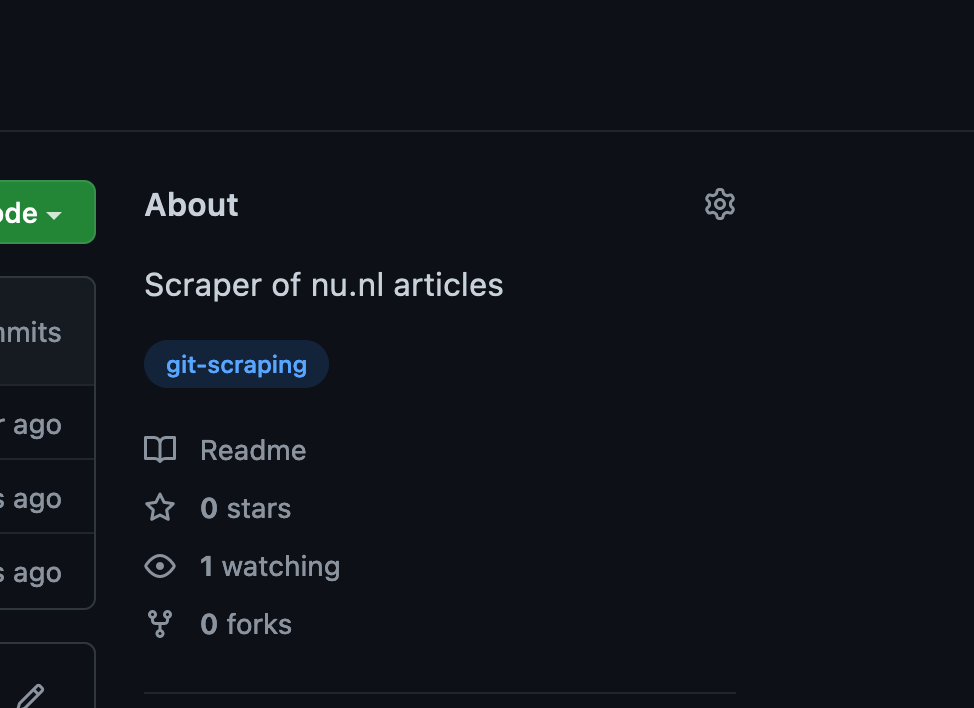 About
ode
Scraper of nu.nl articles
mmits
git-scraping
r ago
Readme
s ago
0 stars
1 watching
s ago
0 forks